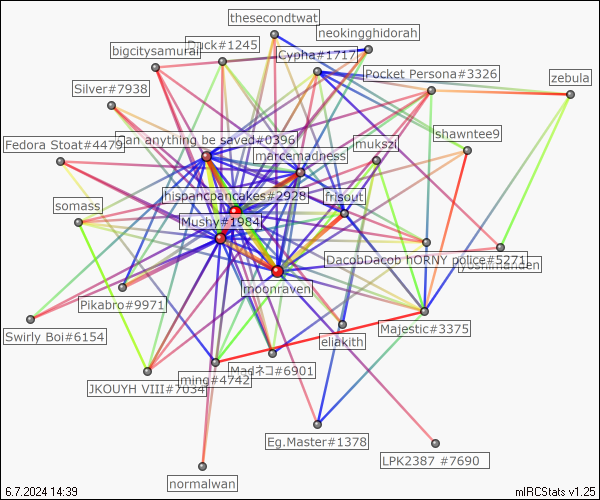 thesecondtwat
neokingghidorah
Duck#1245
bigcitysamurai
Cypha#1717
Pocket Persona#3326
zebula
Silver#7938
shawntee9
Fedora Stoat#4479
can anything be saved#0396
mukszi
marcemadness
somass
hispancpancakes#2928
frisout
Mushy#1984
DacobDacob hORNY police#5271
moonraven
Pikabro#9971
Majestic#3375
Swirly Boi#6154
eliakith
Madネコ#6901
ming#4742
JKOUYH VIII#7034
Eg.Master#1378
LPK2387 #7690
normalwan
6.7.2024 14:39
mIRCStats v1.25